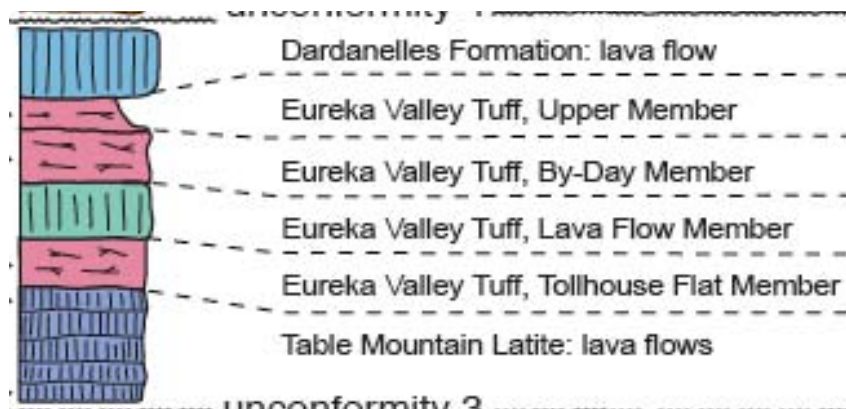 unconformity
Dardanelles Formation: lava flow
Eureka Valley Tuff, Upper Member
Eureka Valley Tuff, By-Day Member
Eureka Valley Tuff, Lava Flow Member
Eureka Valley Tuff, Tollhouse Flat Member
Table Mountain Latite: lava flows
unconformity 3